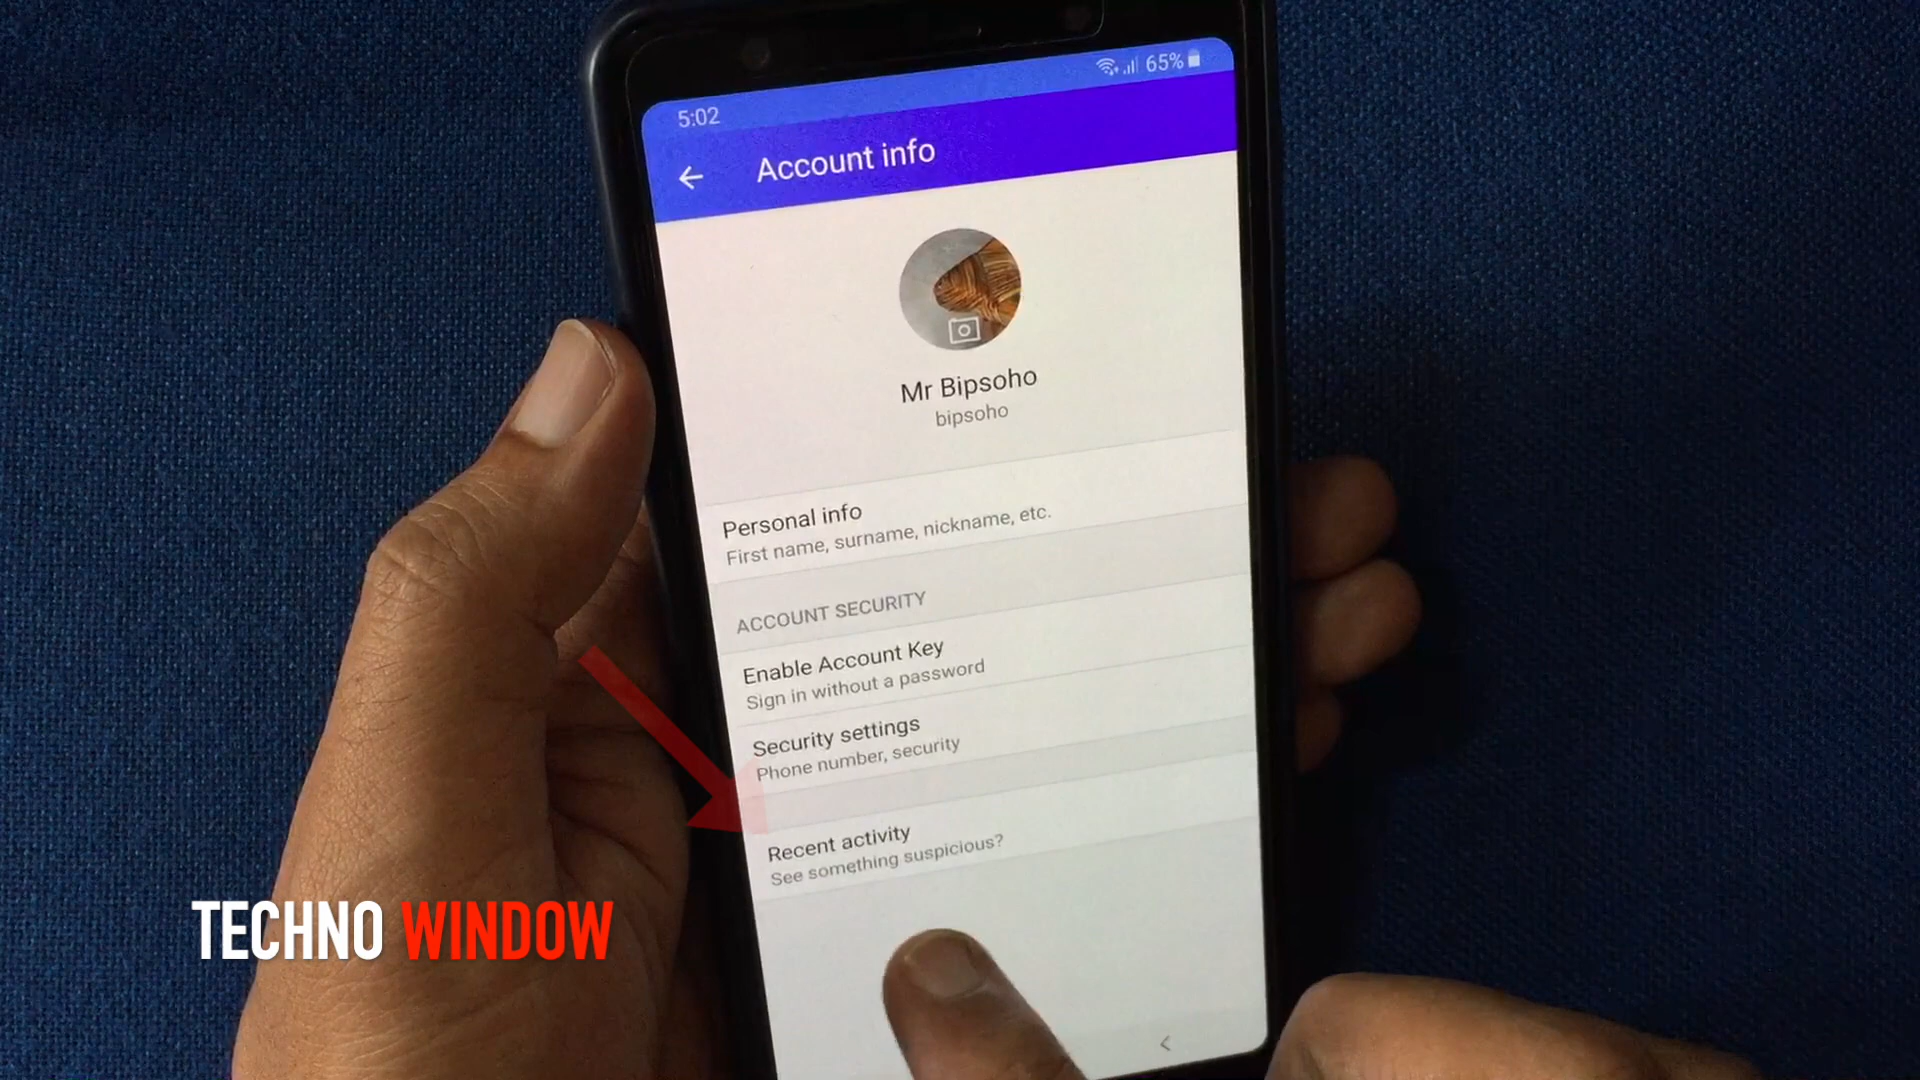 5:02
65%
Account info
Mr Bipsoho
bipsoho
Personal info
First name, surname, nickname, etc.
ACCOUNT SECURITY
Enable Account Key
Sign in without a password
Security settings
Phone number, security
Recent activity
See something suspicious?
TECHNO WINDOW